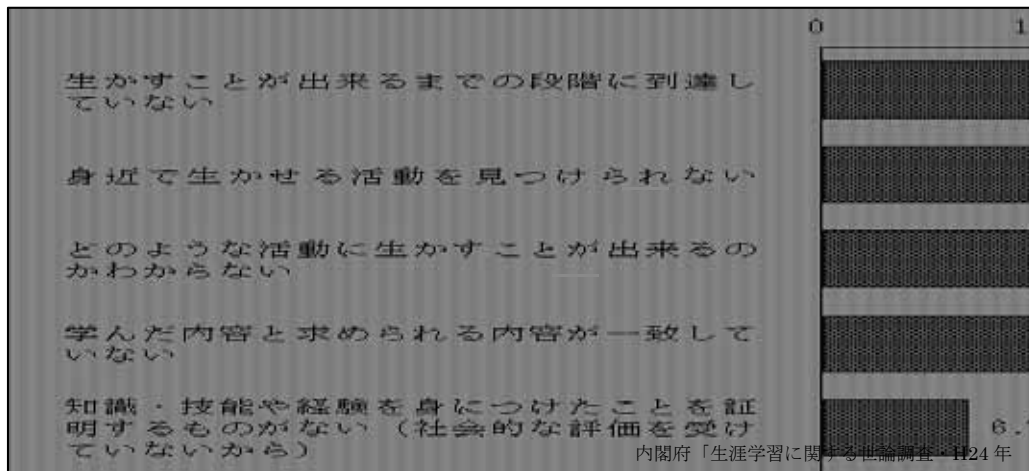 0
生かすことが出来るまでの段階に到達し
ていない
身近で生かせる活動を見つけられない
どのような活動に生かすことが出来るの
かわからない
学んだ内容と求められる内容が一致して
いない
知識・技能や経験を身につけたことを証
明するものがない(社会的な評価を受け
ていないから)
内閣府「生涯学習に関する世論調査・H24 年